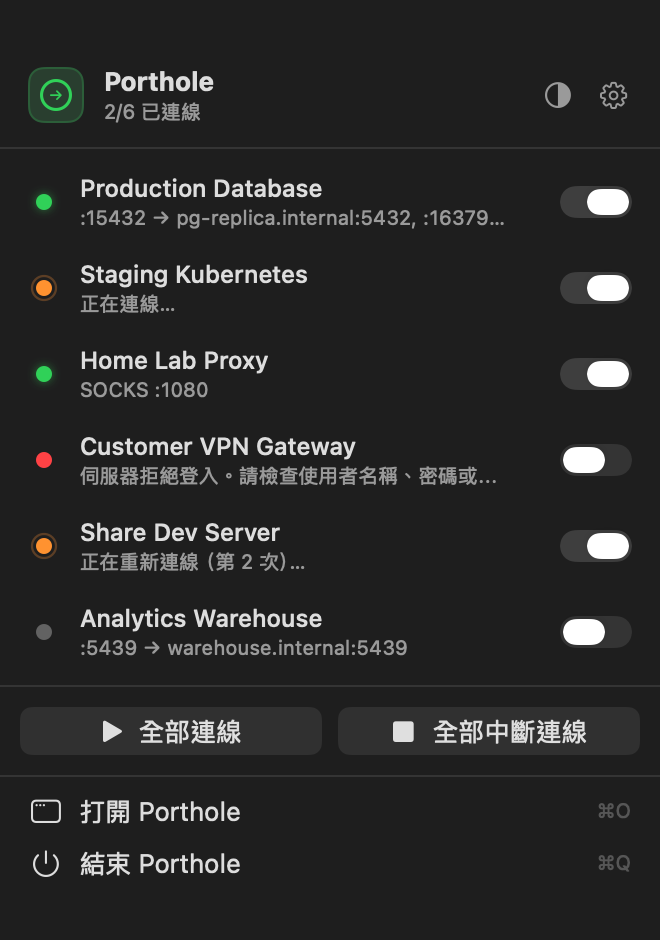 Porthole
2/6 已連線
Production Database
:15432 → pg-replica.internal:5432, :16379...
Staging Kubernetes
正在連線...
Home Lab Proxy
SOCKS :1080
Customer VPN Gateway
伺服器拒絕登入。請檢查使用者名稱、密碼或...
Share Dev Server
正在重新連線（第 2 次）...
Analytics Warehouse
:5439 → warehouse.internal:5439
全部連線
全部中斷連線
打開 Porthole ⌘O
結束 Porthole ⌘Q